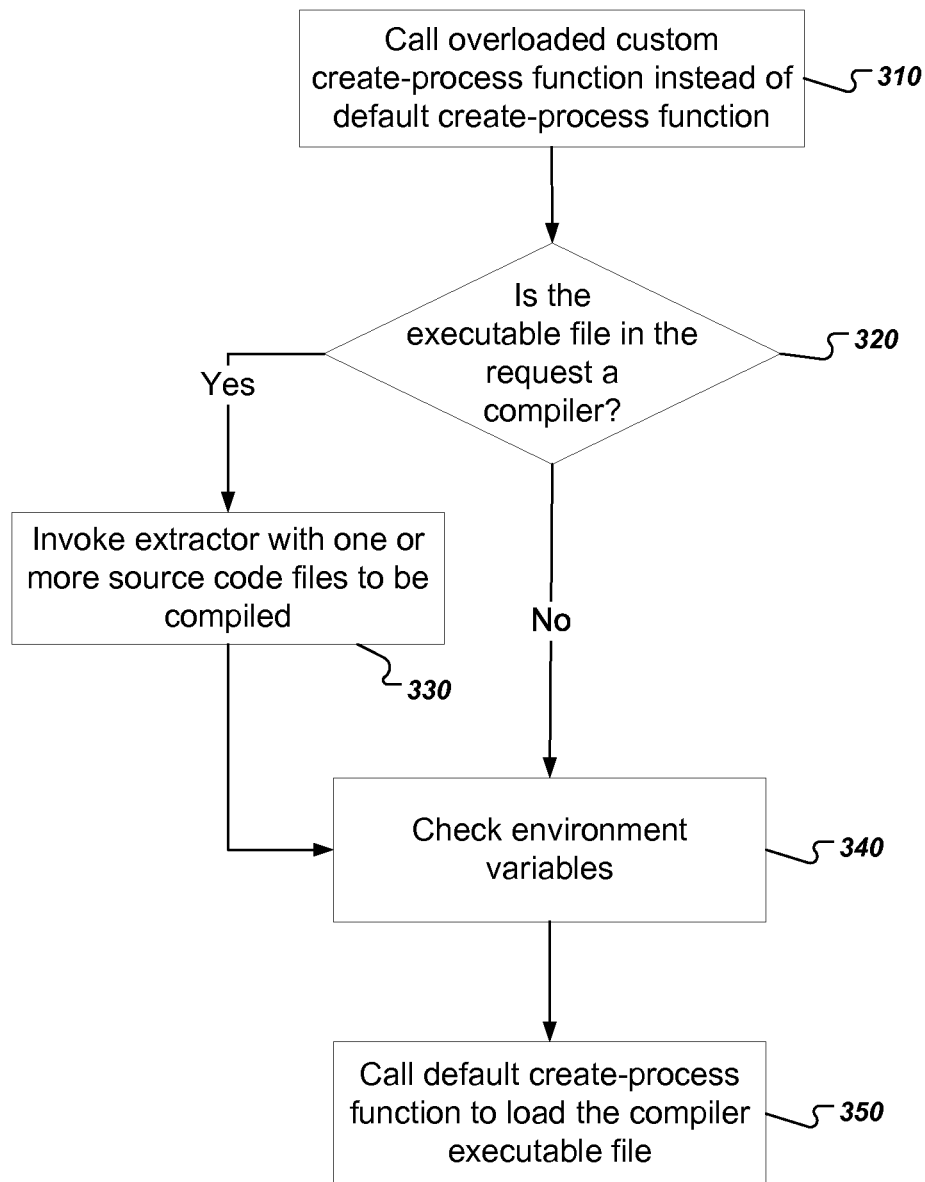 Call overloaded custom
create-process function instead of
default create-process function
310
Is the
executable file in the
request a
compiler?
320
Yes
Invoke extractor with one or
more source code files to be
compiled
330
No
Check environment
variables
340
Call default create-process
function to load the compiler
executable file
350